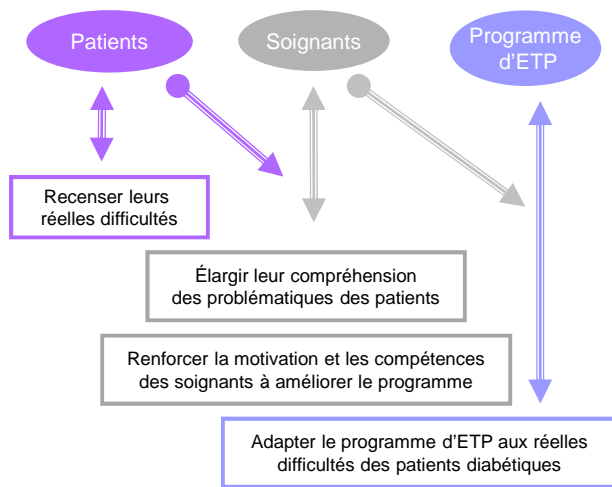 Patients
Soignants
Programme
d'ETP
Recenser leurs
réelles difficultés
Élargir leur compréhension
des problématiques des patients
Renforcer la motivation et les compétences
des soignants à améliorer le programme
Adapter le programme d'ETP aux réelles
difficultés des patients diabétiques